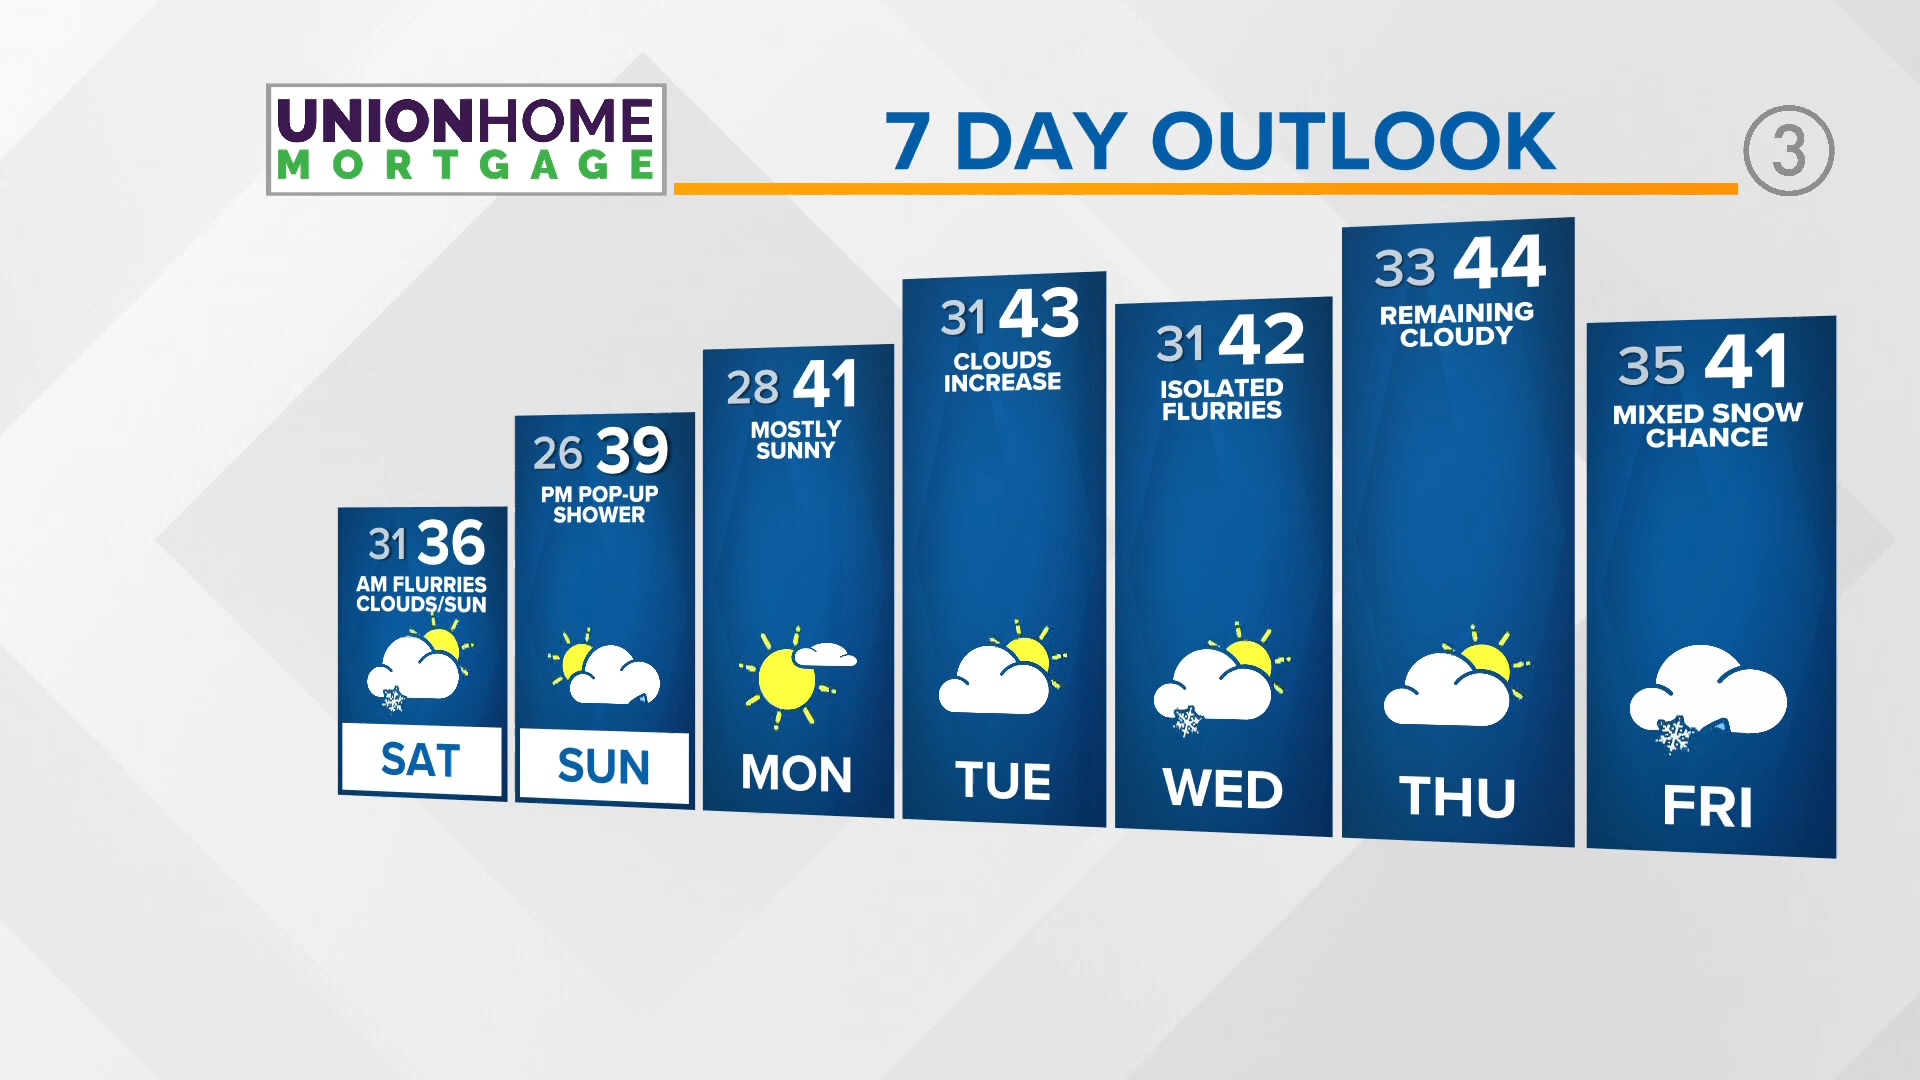 UNIONHOME
MORTGAGE
7 DAY OUTLOOK
3
31 36
AM FLURRIES
CLOUDS/SUN
SAT
26 39
PM POP-UP
SHOWER
SUN
28 41
MOSTLY
SUNNY
MON
31 43
CLOUDS
INCREASE
TUE
31 42
ISOLATED
FLURRIES
WED
33 44
REMAINING
CLOUDY
THU
35 41
MIXED SNOW
CHANCE
FRI